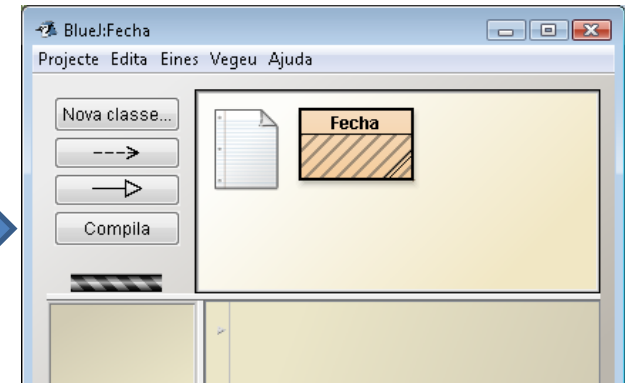 BlueJ:Fecha
Projecte Edita Eines Vegeu Ajuda
Nova classe...
Fecha
Compila